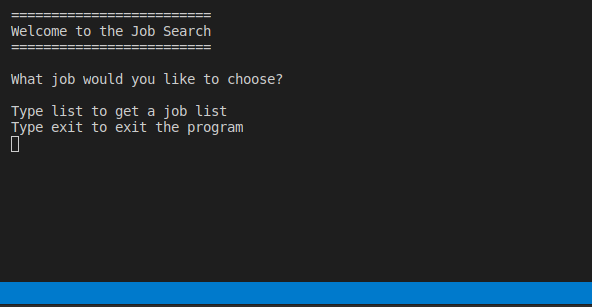 =========================
Welcome to the Job Search
=========================
What job would you like to choose?
Type list to get a job list
Type exit to exit the program